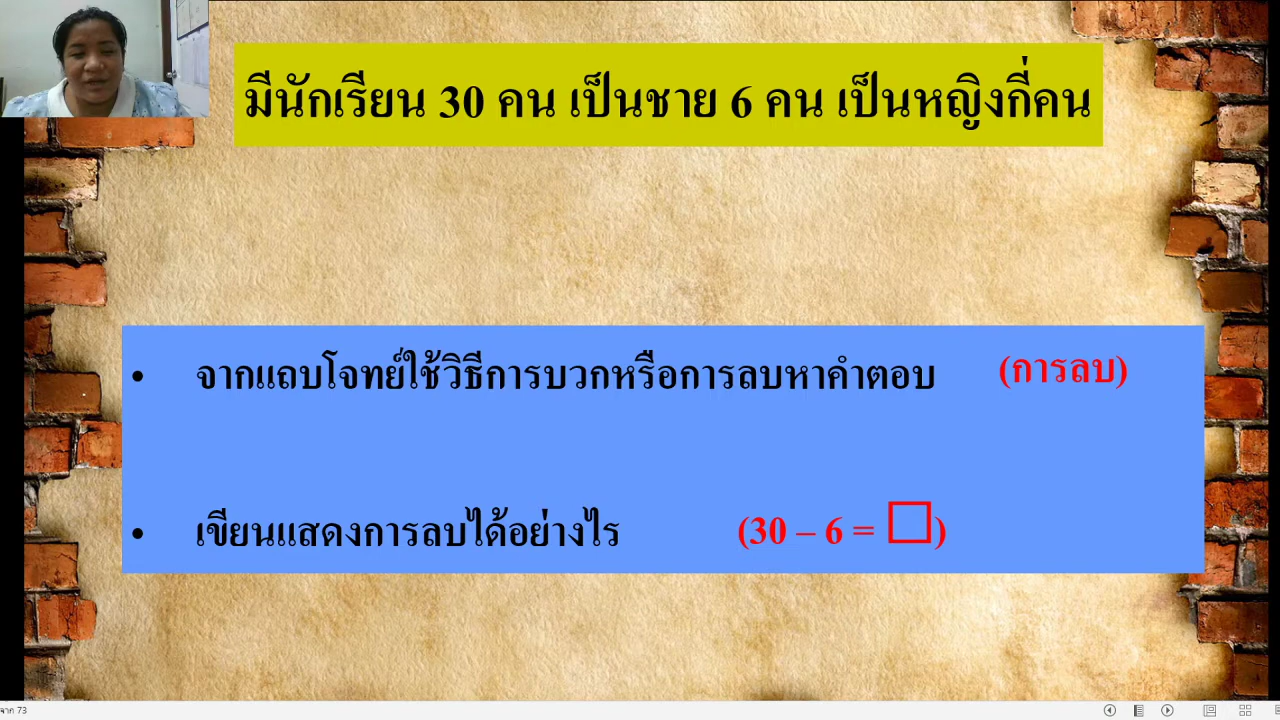 มีนักเรียน 30 คน เป็นชาย 6 คน เป็นหญิงกี่คน
• จากแถบโจทย์ใช้วิธีการบวกหรือการลบหาคำตอบ (การลบ)
• เขียนแสดงการลบได้อย่างไร (30 – 6 = □)
จาก 73